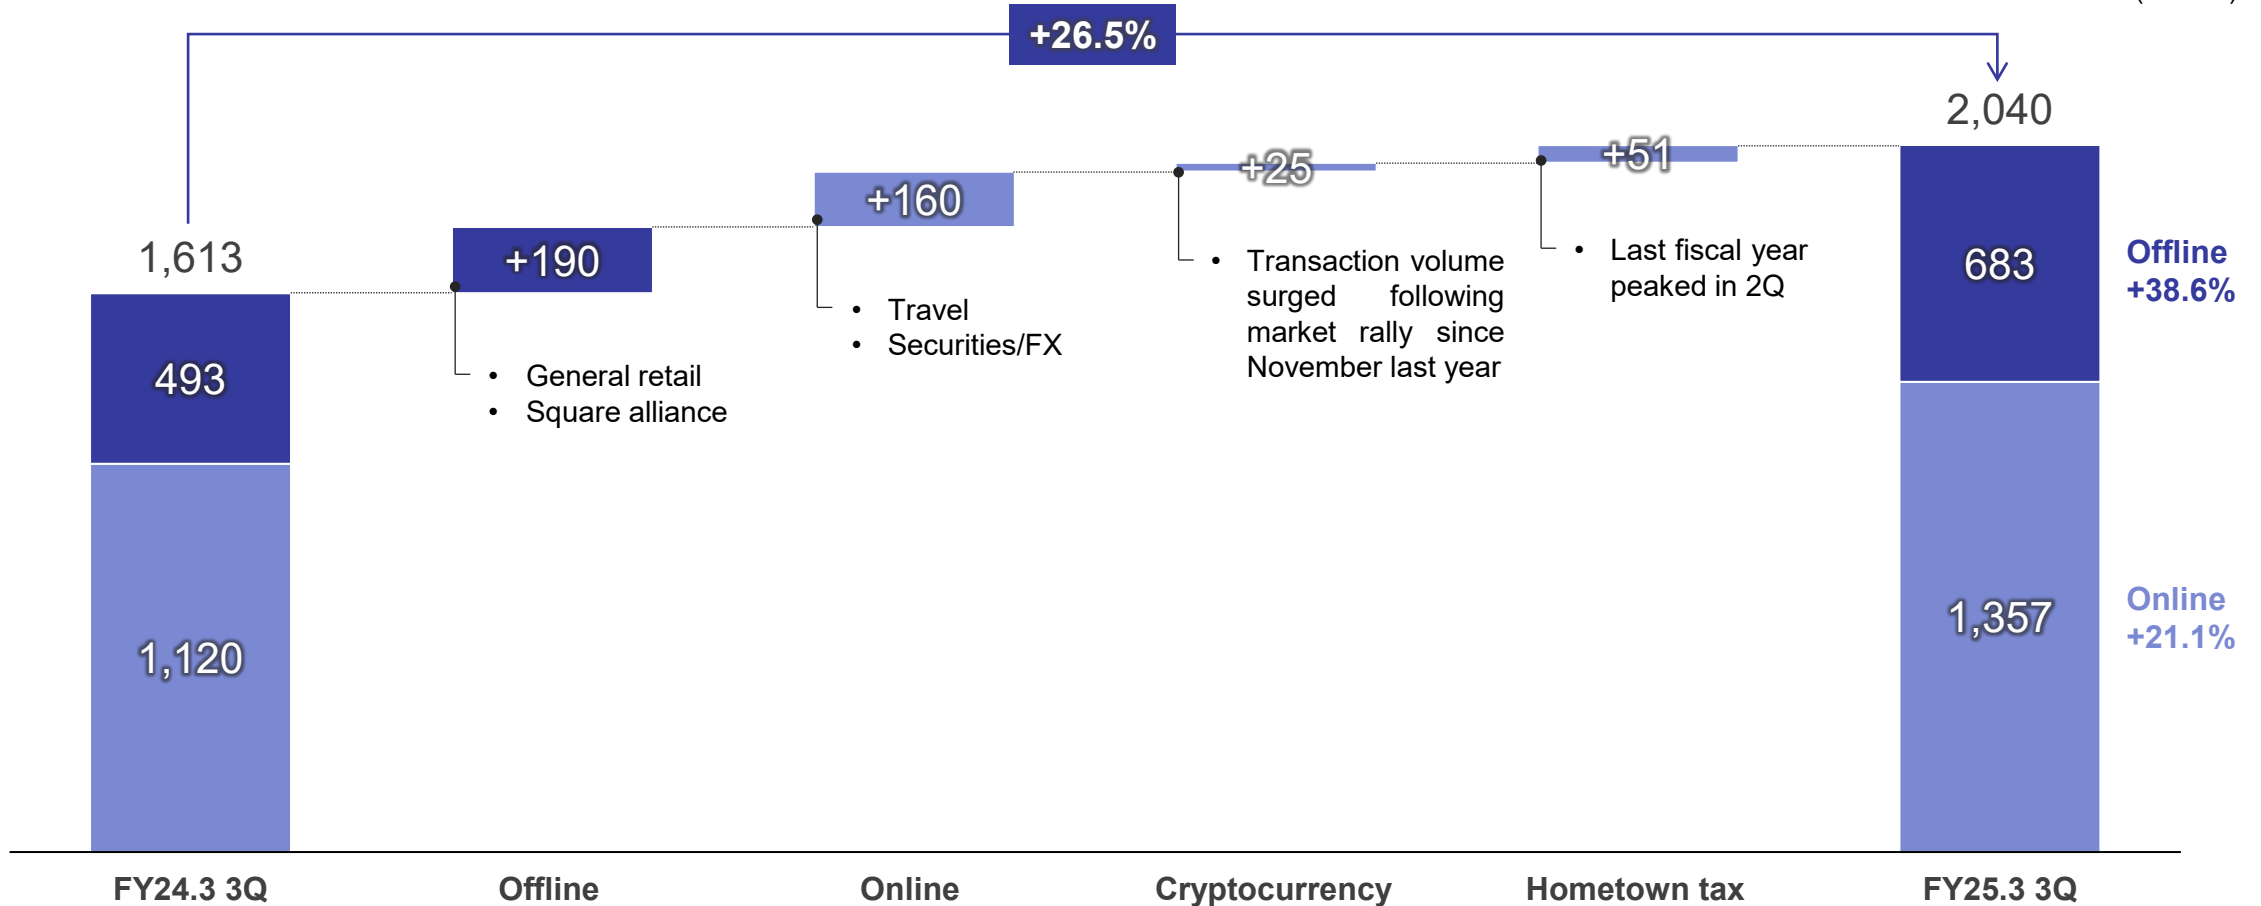 +26.5%
2,040
1,613
+190
+160
+25
+51
• General retail
• Square alliance
• Travel
• Securities/FX
• Transaction volume
surged following
market rally since
November last year
• Last fiscal year
peaked in 2Q
493
1,120
683
1,357
Offline
+38.6%
Online
+21.1%
FY24.3 3Q
Offline
Online
Cryptocurrency
Hometown tax
FY25.3 3Q